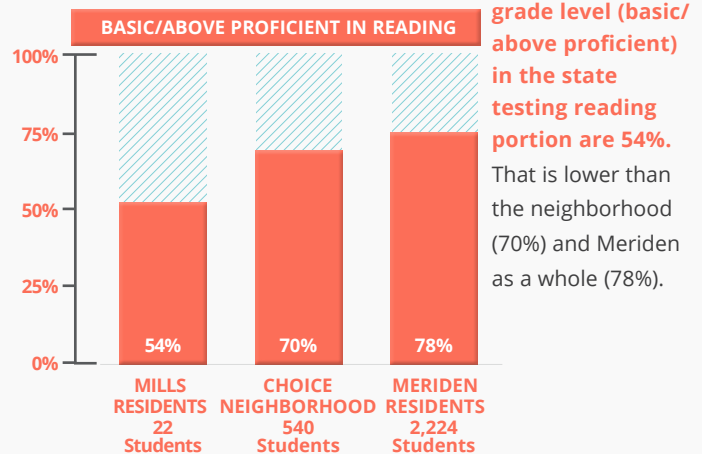 BASIC/ABOVE PROFICIENT IN READING
100%
75%
50%
25%
0%
54%
70%
78%
MILLS
RESIDENTS
22
Students
CHOICE
NEIGHBORHOOD
540
Students
MERIDEN
RESIDENTS
2,224
Students
grade level (basic/
above proficient)
in the state
testing reading
portion are 54%.
That is lower than
the neighborhood
(70%) and Meriden
as a whole (78%).